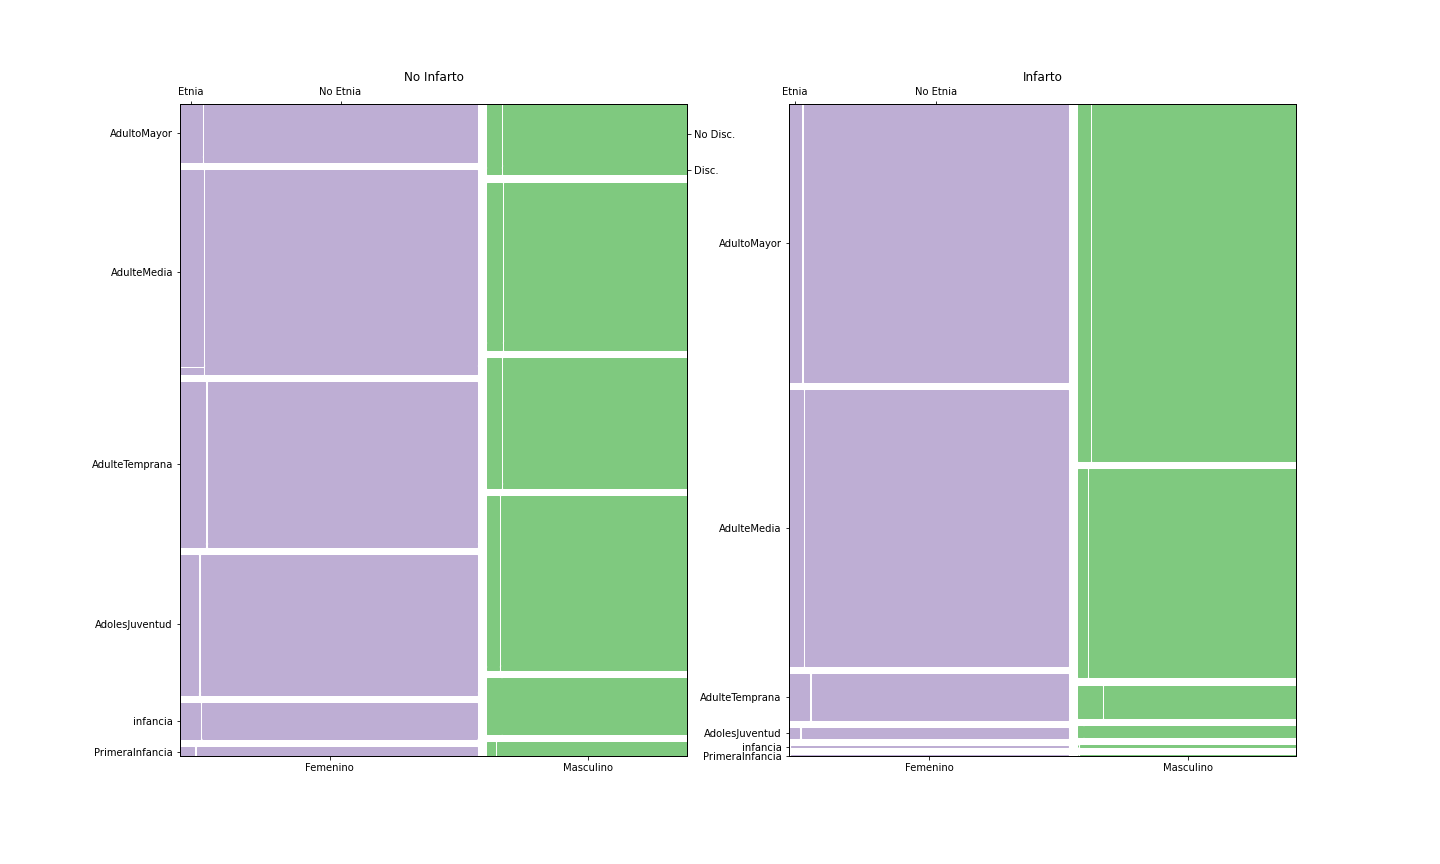 No Infarto
Etnia No Etnia
AdultoMayor
AdulteMedia
AdulteTemprana
AdolesJuventud
infancia
PrimeraInfancia
No Disc.
Disc.
Femenino Masculino
Infarto
Etnia No Etnia
AdultoMayor
AdulteMedia
AdulteTemprana
AdolesJuventud
infancia
PrimeraInfancia
Femenino Masculino